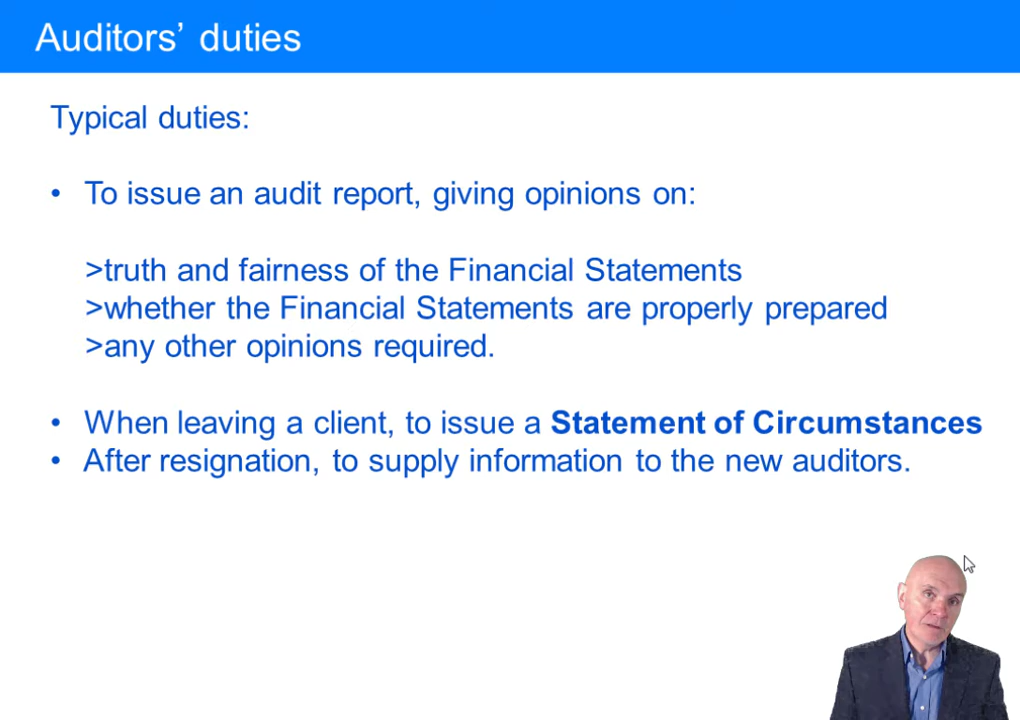 Auditors’ duties
Typical duties:
• To issue an audit report, giving opinions on:
>truth and fairness of the Financial Statements
>whether the Financial Statements are properly prepared
>any other opinions required.
• When leaving a client, to issue a Statement of Circumstances
• After resignation, to supply information to the new auditors.